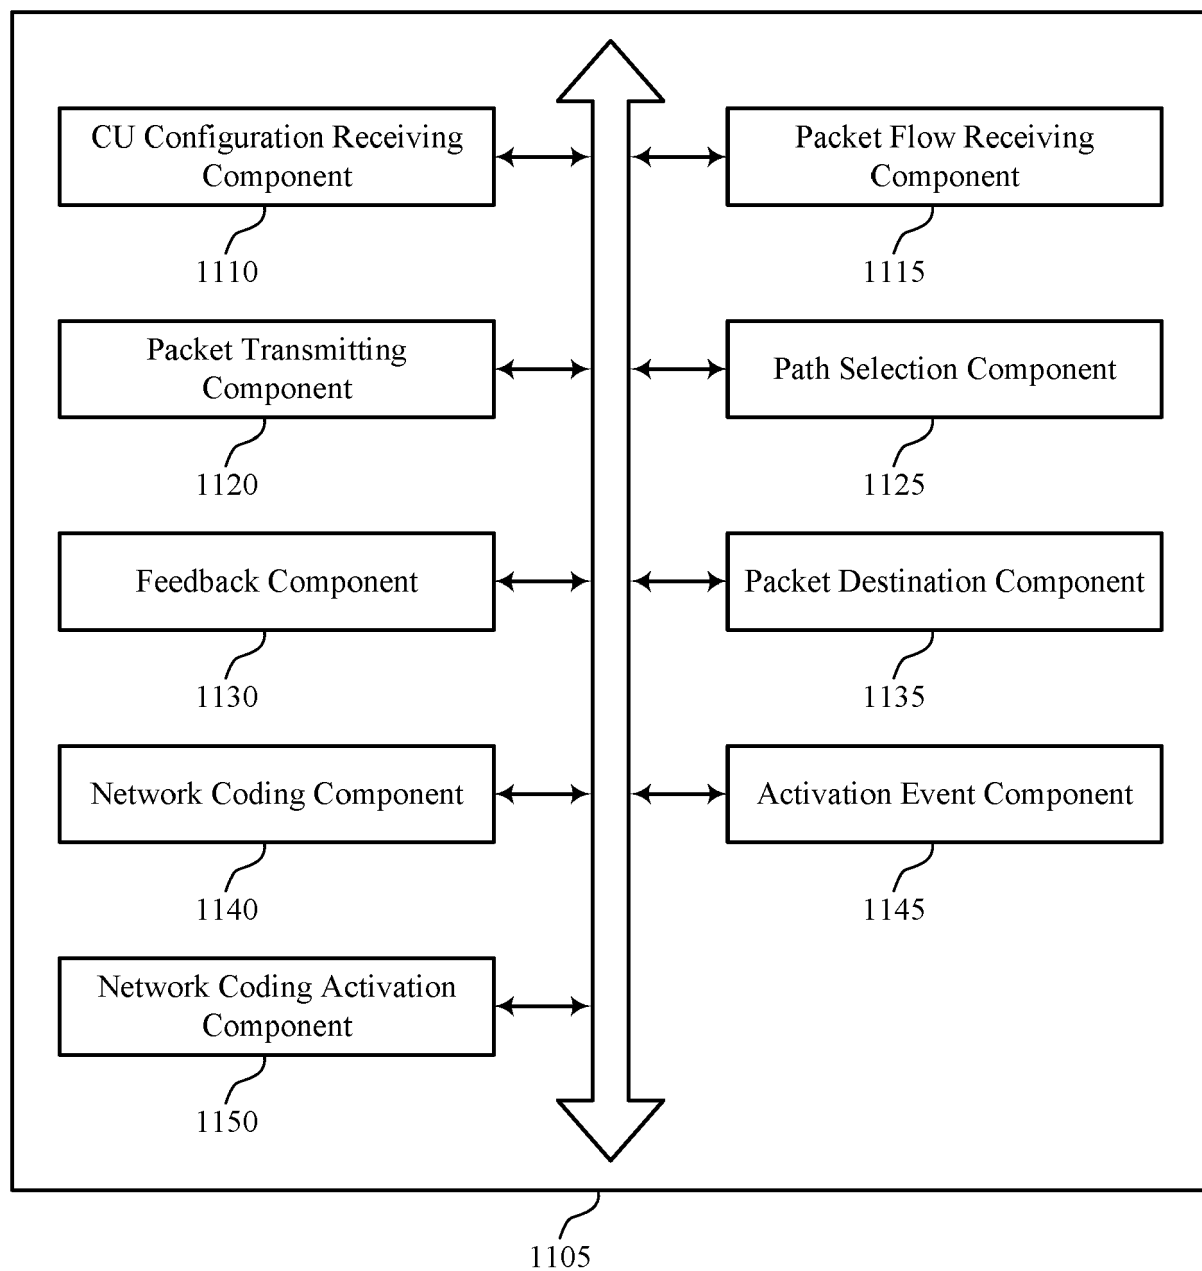 CU Configuration Receiving
Component
1110
Packet Flow Receiving
Component
1115
Packet Transmitting
Component
1120
Path Selection Component
1125
Feedback Component
1130
Packet Destination Component
1135
Network Coding Component
1140
Activation Event Component
1145
Network Coding Activation
Component
1150
1105